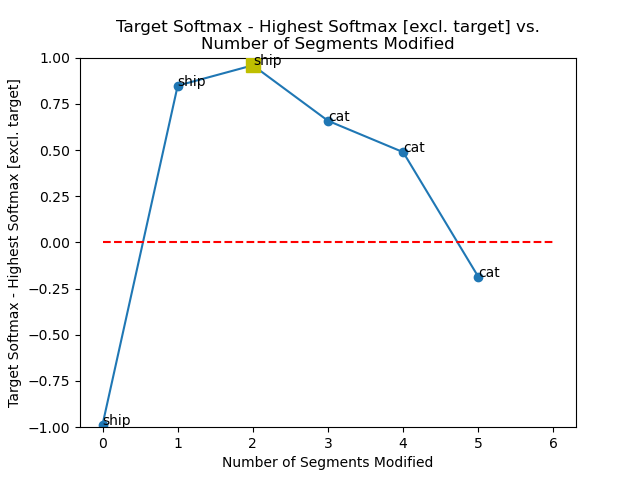 Target Softmax - Highest Softmax [excl. target] vs.
Number of Segments Modified
Target Softmax - Highest Softmax [excl. target]
1.00
0.75
0.50
0.25
0.00
−0.25
−0.50
−0.75
−1.00
ship
ship
ship
cat
cat
cat
0 1 2 3 4 5 6
Number of Segments Modified